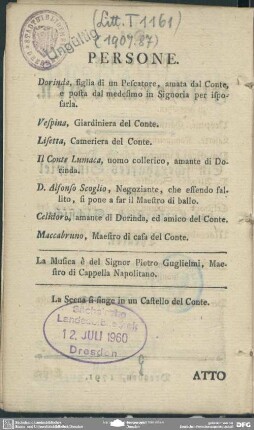 (Litt. T 1161)
(1907.87)
Ungültig
PERSONE.
Dorinda, figlia di un Pescatore, amata dal Conte,
e posta dal medesimo in Signoria per ispo-
sarla.
Vespina, Giardiniera del Conte.
Lisetta, Cameriera del Conte.
Il Conte Lumaca, uomo collerico, amante di Do-
rinda.
D. Alfonso Scoglio, Negoziante, che essendo fal-
lito, si pone a far il Maestro di ballo.
Celidoro, amante di Dorinda, ed amico del Conte.
Maccabruno, Maestro di casa del Conte.
La Musica è del Signor Pietro Guglielmi, Mae-
stro di Cappella Napolitano.
La Scena si finge in un Castello del Conte.
Sächsische
Landesbibliothek
12. JULI 1960
Dresden
ATTO
DFG